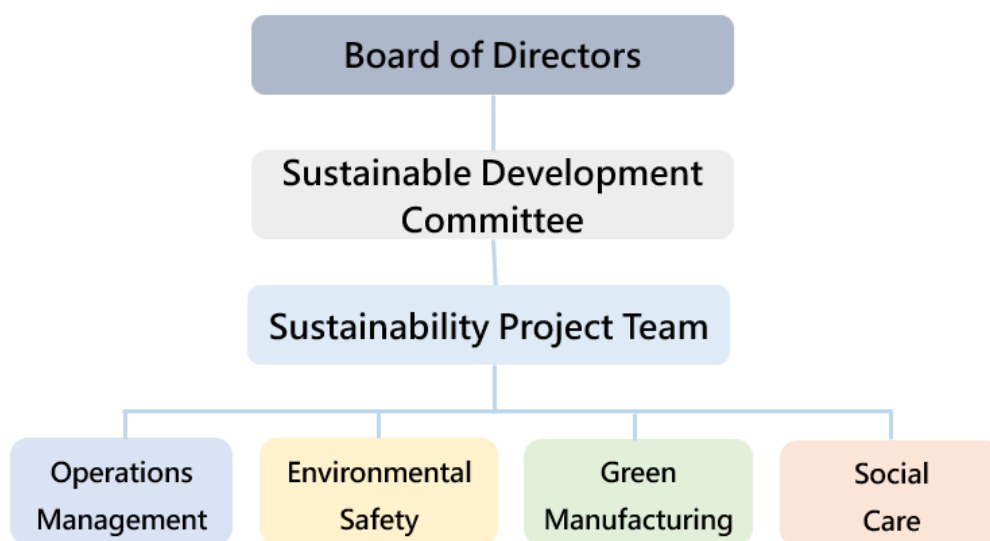 Board of Directors
Sustainable Development
Committee
Sustainability Project Team
Operations
Management
Environmental
Safety
Green
Manufacturing
Social
Care